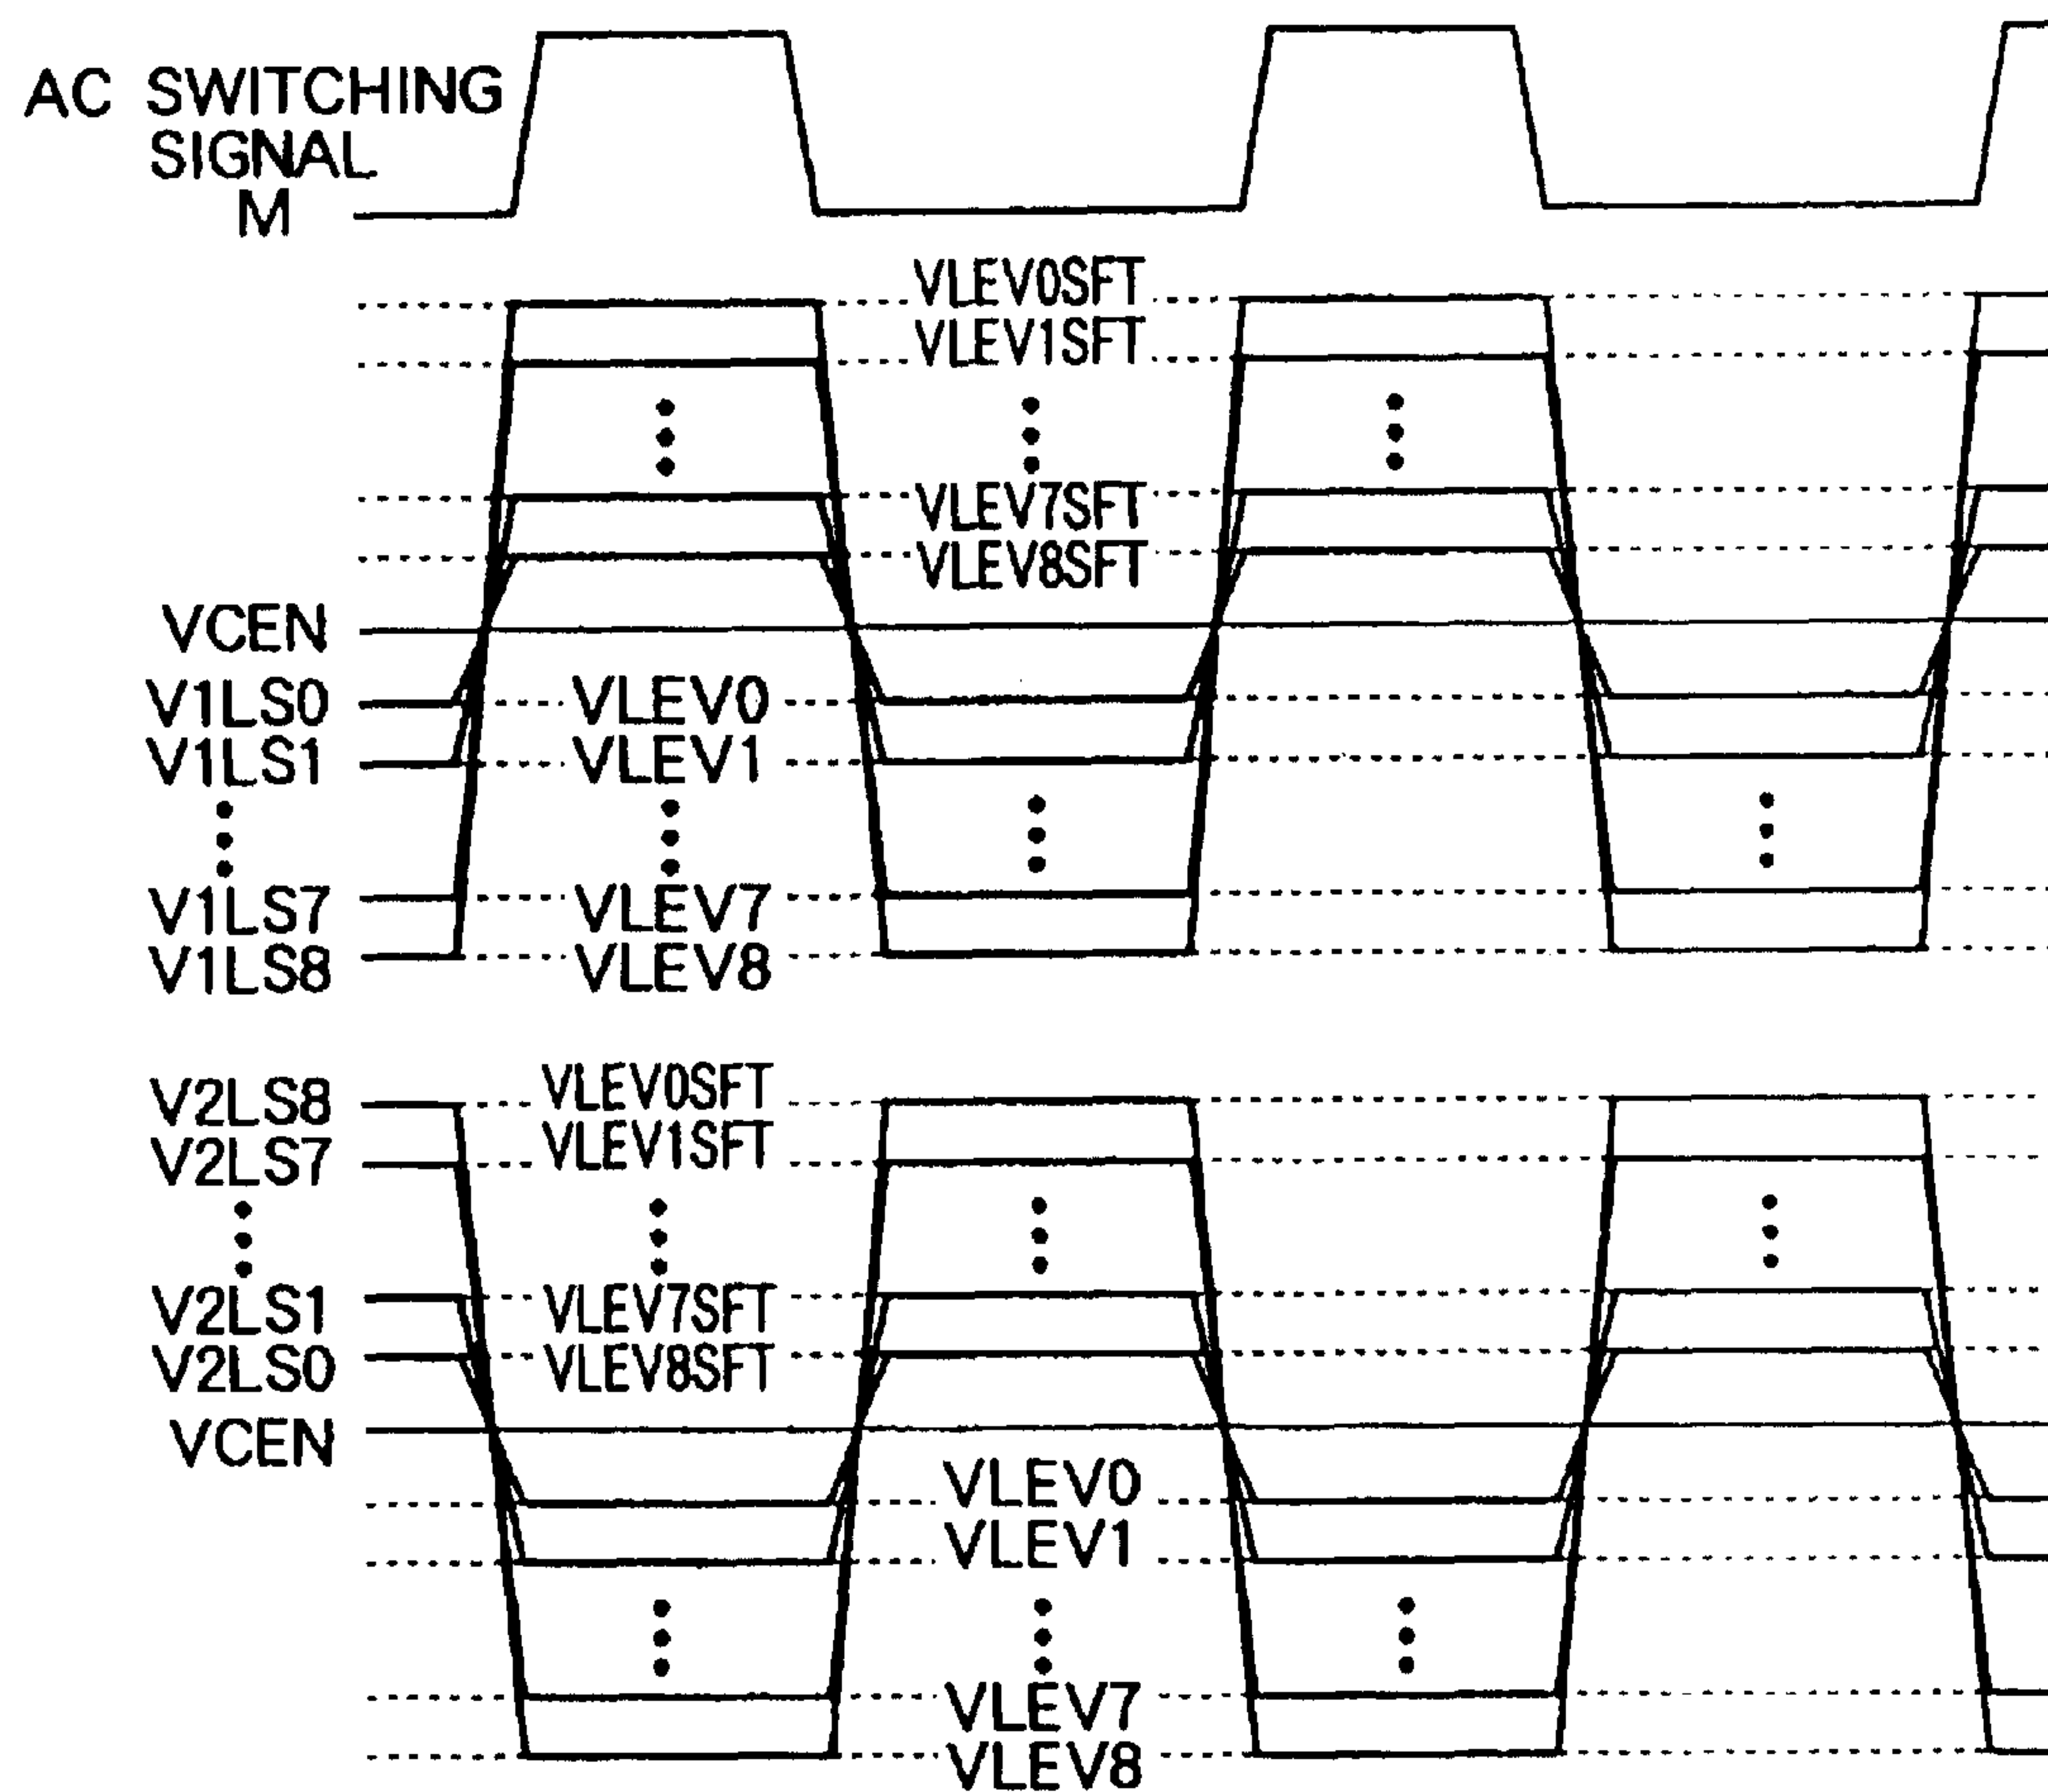 AC SWITCHING
SIGNAL
M
VLEV0SFT
VLEV1SFT
VLEV7SFT
VLEV8SFT
VCEN
V1LS0 VLEV0
V1LS1 VLEV1
V1LS7 VLEV7
V1LS8 VLEV8
V2LS8 VLEV0SFT
V2LS7 VLEV1SFT
V2LS1 VLEV7SFT
V2LS0 VLEV8SFT
VCEN
VLEV0
VLEV1
VLEV7
VLEV8